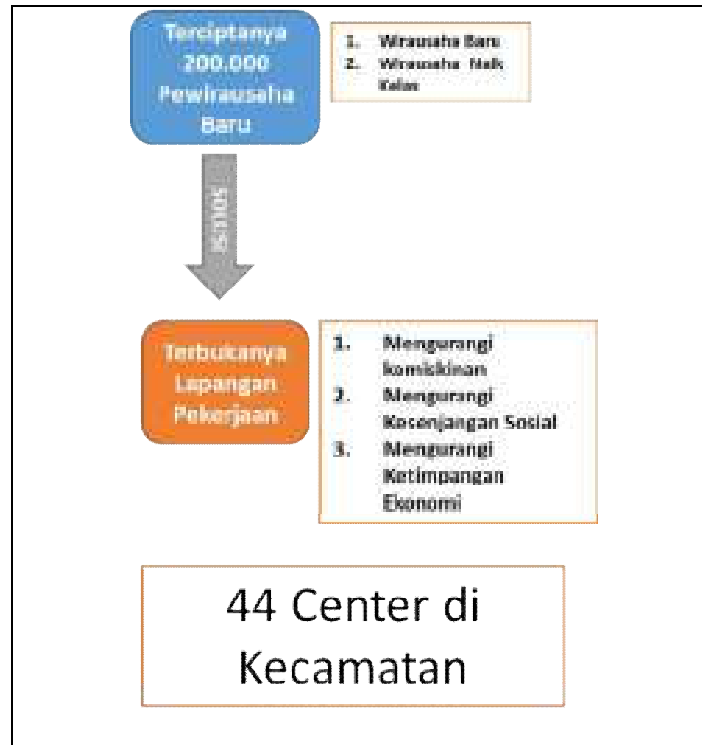 Terciptanya
200.000
Pewirausaha
Baru
1. Wirausaha Baru
2. Wirausaha Naik
Kelas
SOLUSI
Terbukanya
Lapangan
Pekerjaan
1. Mengurangi
komiskinan
2. Mengurangi
Kesenjangan Sosial
3. Mengurangi
Ketimpangan
Ekonomi
44 Center di
Kecamatan